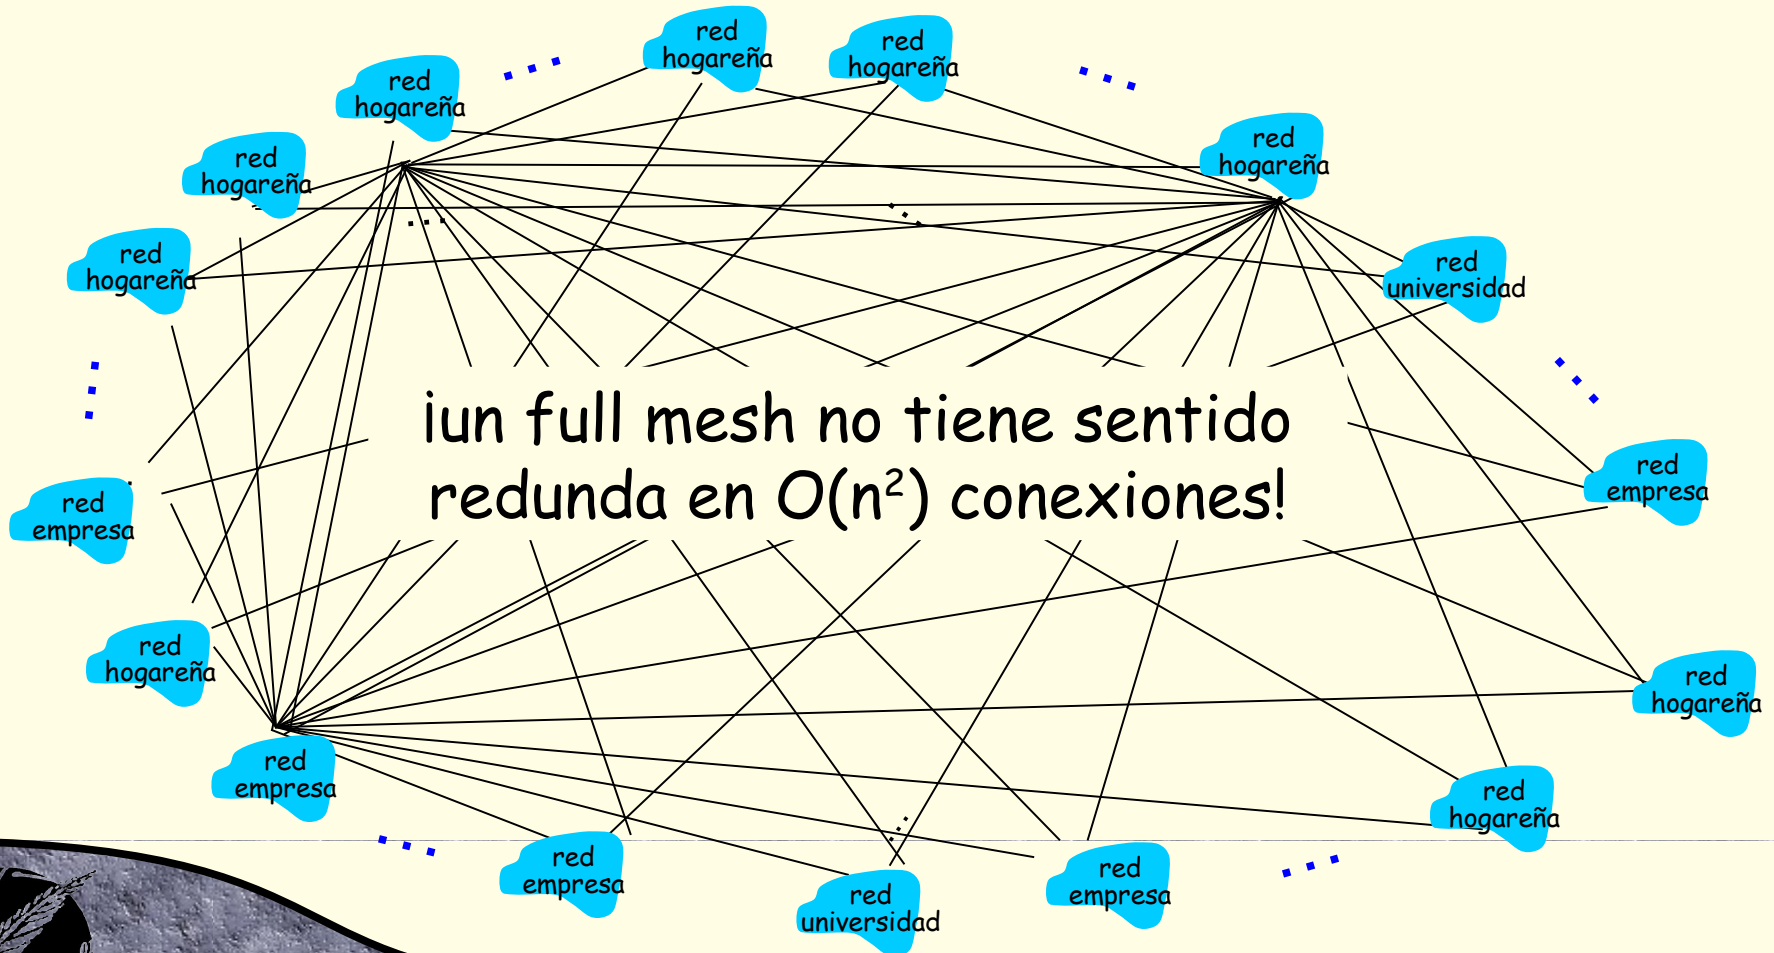 red
hogareña
red
hogareña
red
hogareña
red
hogareña
red
hogareña
red
hogareña
red
hogareña
red
universidad
¡un full mesh no tiene sentido
redunda en O(n²) conexiones!
red
empresa
red
empresa
red
hogareña
red
hogareña
red
empresa
red
hogareña
red
empresa
red
universidad
red
empresa